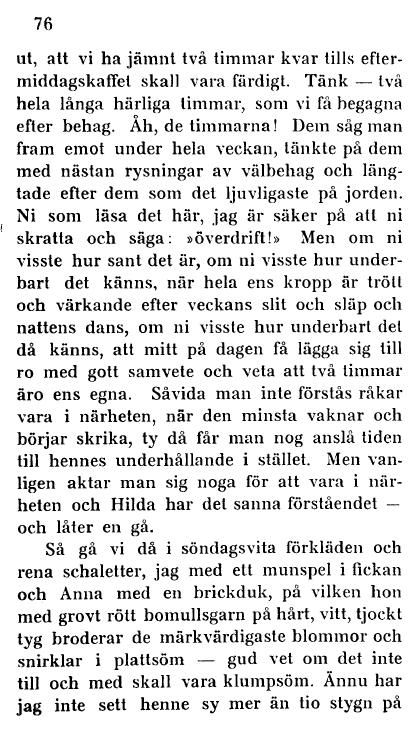 76
ut, att vi ha jämnt två timmar kvar tills efter-
middagskaffet skall vara färdigt. Tänk — två
hela långa härliga timmar, som vi få begagna
efter behag. Åh, de timmarna! Dem såg man
fram emot under hela veckan, tänkte på dem
med nästan rysningar av välbehag och läng-
tade efter dem som det ljuvligaste på jorden.
Ni som läsa det här, jag är säker på att ni
skratta och säga: »överdrift!» Men om ni
visste hur sant det är, om ni visste hur under-
bart det känns, när hela ens kropp är trött
och värkande efter veckans slit och släp och
nattens dans, om ni visste hur underbart det
då känns, att mitt på dagen få lägga sig till
ro med gott samvete och veta att två timmar
äro ens egna. Såvida man inte förstås råkar
vara i närheten, när den minsta vaknar och
börjar skrika, ty då får man nog anslå tiden
till hennes underhållande i stället. Men van-
ligen aktar man sig noga för att vara i när-
heten och Hilda har det sanna förståendet —
och låter en gå.
Så gå vi då i söndagsvita förkläden och
rena schaletter, jag med ett munspel i fickan
och Anna med en brickduk, på vilken hon
med grovt rött bomullsgarn på hårt, vitt, tjockt
tyg broderar de märkvärdigaste blommor och
snirklar i plattsöm — gud vet om det inte
till och med skall vara klumpsöm. Ännu har
jag inte sett henne sy mer än tio stygn på